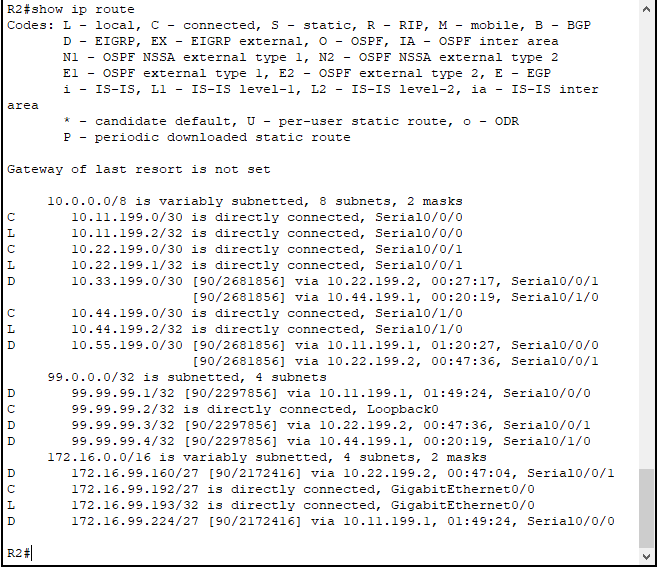 R2#show ip route
Codes: L - local, C - connected, S - static, R - RIP, M - mobile, B - BGP
       D - EIGRP, EX - EIGRP external, O - OSPF, IA - OSPF inter area
       N1 - OSPF NSSA external type 1, N2 - OSPF NSSA external type 2
       E1 - OSPF external type 1, E2 - OSPF external type 2, E - EGP
       i - IS-IS, L1 - IS-IS level-1, L2 - IS-IS level-2, ia - IS-IS inter
area
       * - candidate default, U - per-user static route, o - ODR
       P - periodic downloaded static route
Gateway of last resort is not set
     10.0.0.0/8 is variably subnetted, 8 subnets, 2 masks
C       10.11.199.0/30 is directly connected, Serial0/0/0
L       10.11.199.2/32 is directly connected, Serial0/0/0
C       10.22.199.0/30 is directly connected, Serial0/0/1
L       10.22.199.1/32 is directly connected, Serial0/0/1
D       10.33.199.0/30 [90/2681856] via 10.22.199.2, 00:27:17, Serial0/0/1
                       [90/2681856] via 10.44.199.1, 00:20:19, Serial0/1/0
C       10.44.199.0/30 is directly connected, Serial0/1/0
L       10.44.199.2/32 is directly connected, Serial0/1/0
D       10.55.199.0/30 [90/2681856] via 10.11.199.1, 01:20:27, Serial0/0/0
                       [90/2681856] via 10.22.199.2, 00:47:36, Serial0/0/1
     99.0.0.0/32 is subnetted, 4 subnets
D       99.99.99.1/32 [90/2297856] via 10.11.199.1, 01:49:24, Serial0/0/0
C       99.99.99.2/32 is directly connected, Loopback0
D       99.99.99.3/32 [90/2297856] via 10.22.199.2, 00:47:36, Serial0/0/1
D       99.99.99.4/32 [90/2297856] via 10.44.199.1, 00:20:19, Serial0/1/0
     172.16.0.0/16 is variably subnetted, 4 subnets, 2 masks
D       172.16.99.160/27 [90/2172416] via 10.22.199.2, 00:47:04, Serial0/0/1
C       172.16.99.192/27 is directly connected, GigabitEthernet0/0
L       172.16.99.193/32 is directly connected, GigabitEthernet0/0
D       172.16.99.224/27 [90/2172416] via 10.11.199.1, 01:49:24, Serial0/0/0
R2#